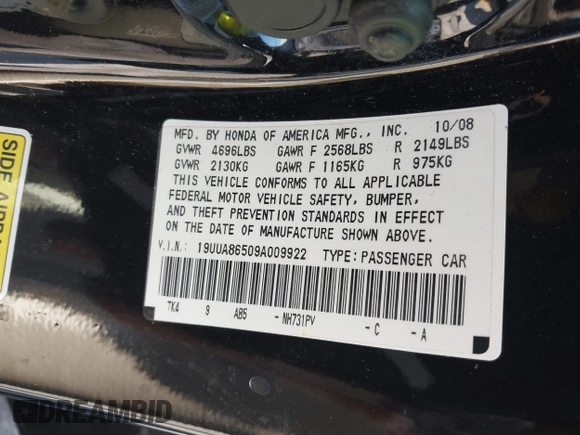 MFD. BY HONDA OF AMERICA MFG., INC. 10/08
GVWR 4696LBS GAWR F 2568LBS R 2149LBS
GVWR 2130KG GAWR F 1165KG R 975KG
THIS VEHICLE CONFORMS TO ALL APPLICABLE
FEDERAL MOTOR VEHICLE SAFETY, BUMPER,
AND THEFT PREVENTION STANDARDS IN EFFECT
ON THE DATE OF MANUFACTURE SHOWN ABOVE.
V.I.N.: 19UUA86509A009922 TYPE: PASSENGER CAR
TK4 9 AB5 -NH731PV -C -A
SIDE
DREAMBID